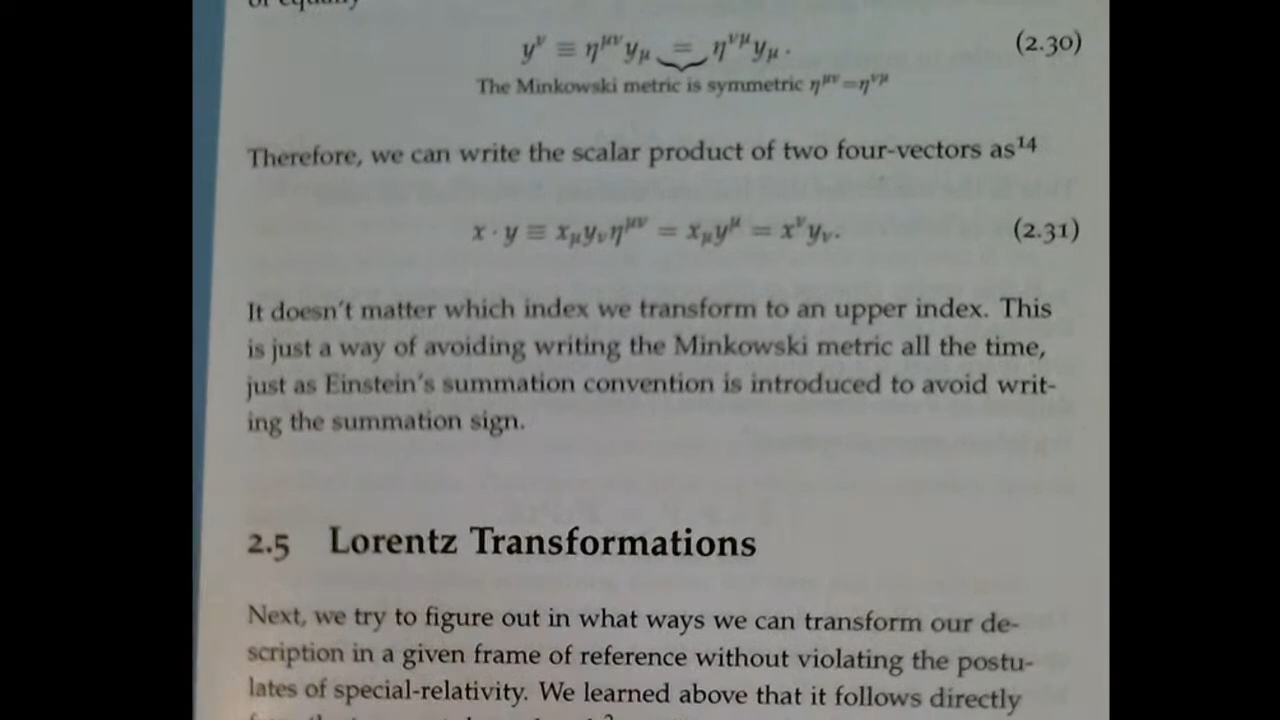 of equality
y^ν ≡ η^{μν} y_μ = η^{νμ} y_μ . (2.30)
The Minkowski metric is symmetric η^{μν}=η^{νμ}
Therefore, we can write the scalar product of two four-vectors as^14
x · y ≡ x_μ y_ν η^{μν} = x_μ y^μ = x^ν y_ν. (2.31)
It doesn't matter which index we transform to an upper index. This
is just a way of avoiding writing the Minkowski metric all the time,
just as Einstein's summation convention is introduced to avoid writ-
ing the summation sign.
2.5 Lorentz Transformations
Next, we try to figure out in what ways we can transform our de-
scription in a given frame of reference without violating the postu-
lates of special-relativity. We learned above that it follows directly